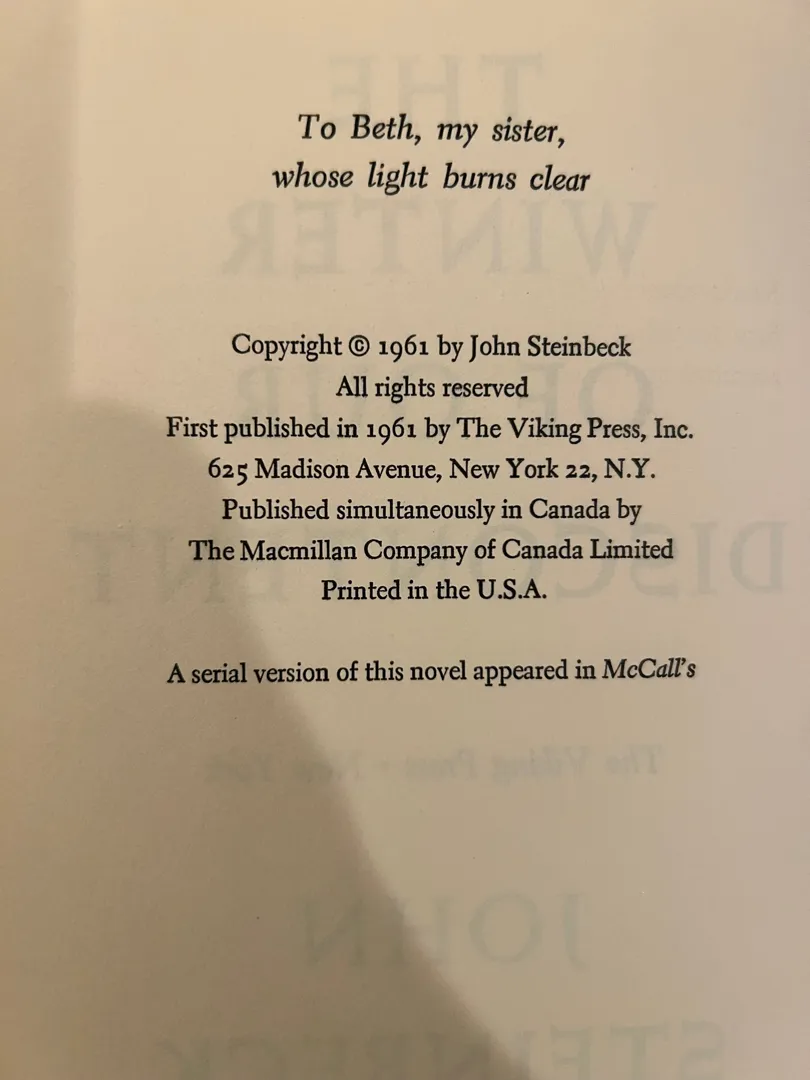 To Beth, my sister,
whose light burns clear
Copyright © 1961 by John Steinbeck
All rights reserved
First published in 1961 by The Viking Press, Inc.
625 Madison Avenue, New York 22, N.Y.
Published simultaneously in Canada by
The Macmillan Company of Canada Limited
Printed in the U.S.A.
A serial version of this novel appeared in McCall's